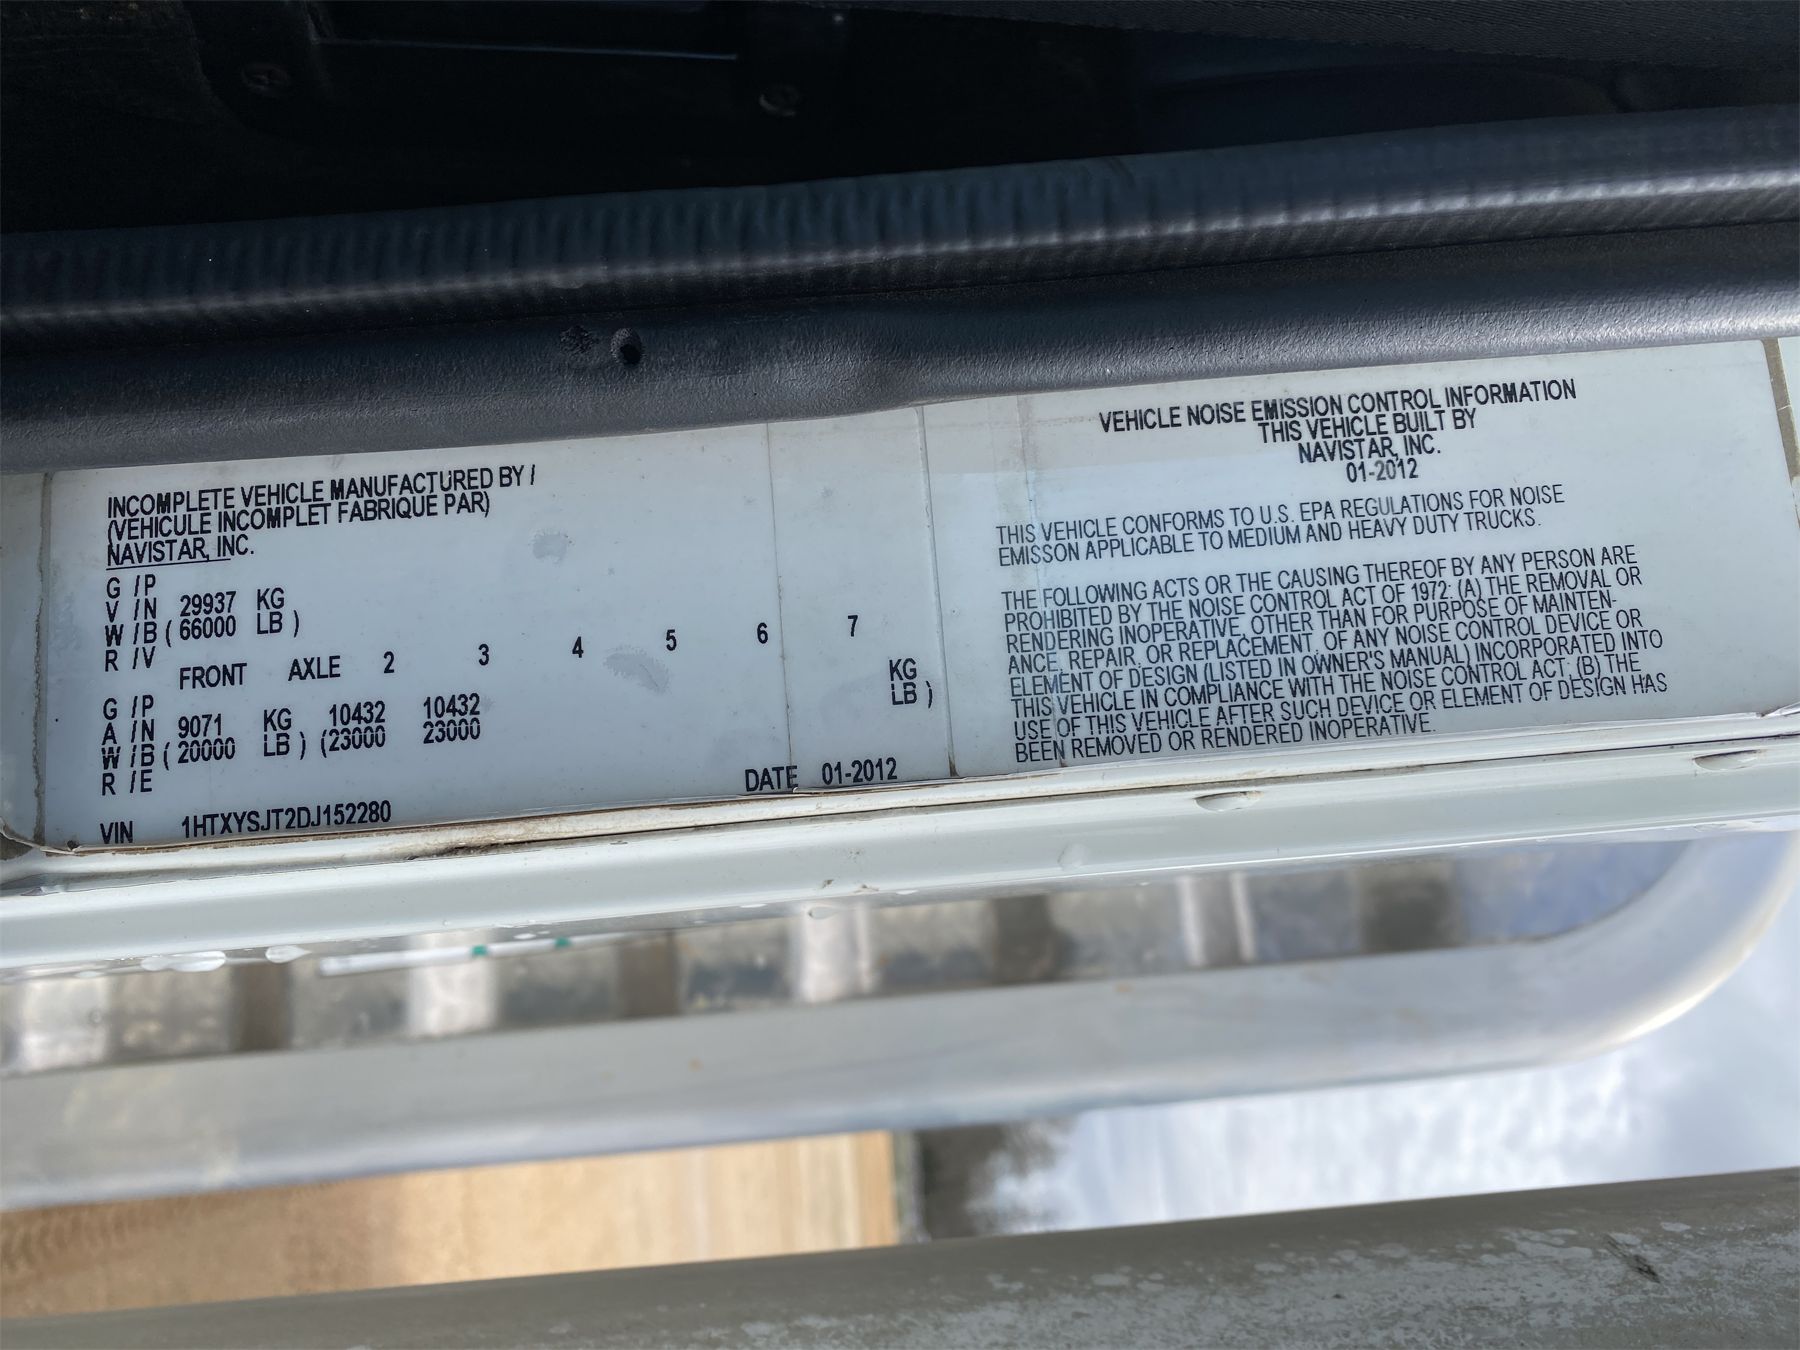 INCOMPLETE VEHICLE MANUFACTURED BY /
(VEHICULE INCOMPLET FABRIQUE PAR)
NAVISTAR, INC.
G /P
V /N 29937 KG
W /B ( 66000 LB )
R /V
FRONT AXLE 2 3 4 5 6 7
KG
LB )
G /P
A /N 9071 KG 10432 10432
W /B ( 20000 LB ) (23000 23000
R /E
DATE 01-2012
VIN 1HTXYSJT2DJ152280
VEHICLE NOISE EMISSION CONTROL INFORMATION
THIS VEHICLE BUILT BY
NAVISTAR, INC.
01-2012
THIS VEHICLE CONFORMS TO U.S. EPA REGULATIONS FOR NOISE
EMISSON APPLICABLE TO MEDIUM AND HEAVY DUTY TRUCKS.
THE FOLLOWING ACTS OR THE CAUSING THEREOF BY ANY PERSON ARE
PROHIBITED BY THE NOISE CONTROL ACT OF 1972: (A) THE REMOVAL OR
RENDERING INOPERATIVE, OTHER THAN FOR PURPOSE OF MAINTEN-
ANCE, REPAIR, OR REPLACEMENT, OF ANY NOISE CONTROL DEVICE OR
ELEMENT OF DESIGN (LISTED IN OWNER'S MANUAL) INCORPORATED INTO
THIS VEHICLE IN COMPLIANCE WITH THE NOISE CONTROL ACT; (B) THE
USE OF THIS VEHICLE AFTER SUCH DEVICE OR ELEMENT OF DESIGN HAS
BEEN REMOVED OR RENDERED INOPERATIVE.